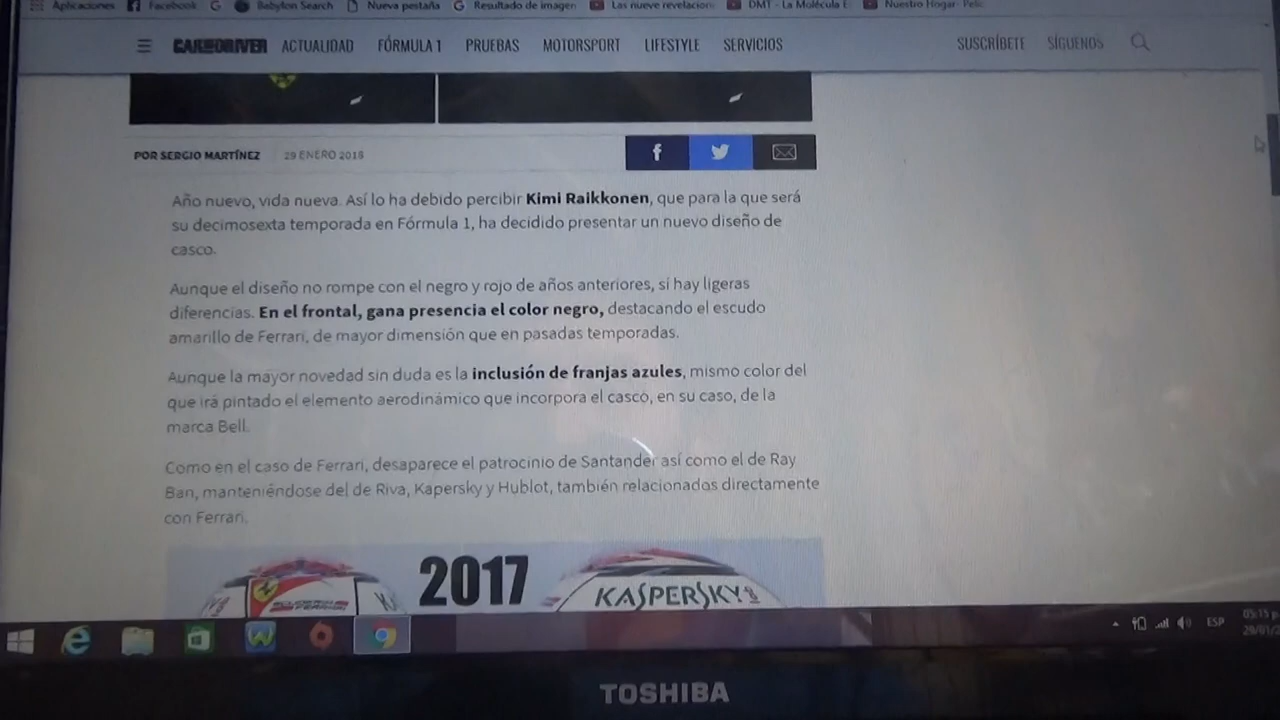 Aplicaciones Facebook Babylon Search Nueva pestaña Resultado de imagen Las nueve revelacion DMT - La Molécula E Nuestro Hogar- Pelic
CAR AND DRIVER ACTUALIDAD FÓRMULA 1 PRUEBAS MOTORSPORT LIFESTYLE SERVICIOS SUSCRÍBETE SÍGUENOS
POR SERGIO MARTÍNEZ 29 ENERO 2018
Año nuevo, vida nueva. Así lo ha debido percibir Kimi Raikkonen, que para la que será
su decimosexta temporada en Fórmula 1, ha decidido presentar un nuevo diseño de
casco.
Aunque el diseño no rompe con el negro y rojo de años anteriores, sí hay ligeras
diferencias. En el frontal, gana presencia el color negro, destacando el escudo
amarillo de Ferrari, de mayor dimensión que en pasadas temporadas.
Aunque la mayor novedad sin duda es la inclusión de franjas azules, mismo color del
que irá pintado el elemento aerodinámico que incorpora el casco, en su caso, de la
marca Bell.
Como en el caso de Ferrari, desaparece el patrocinio de Santander así como el de Ray
Ban, manteniéndose del de Riva, Kapersky y Hublot, también relacionados directamente
con Ferrari.
2017
KASPERSKY
ESP
05:15 p
TOSHIBA